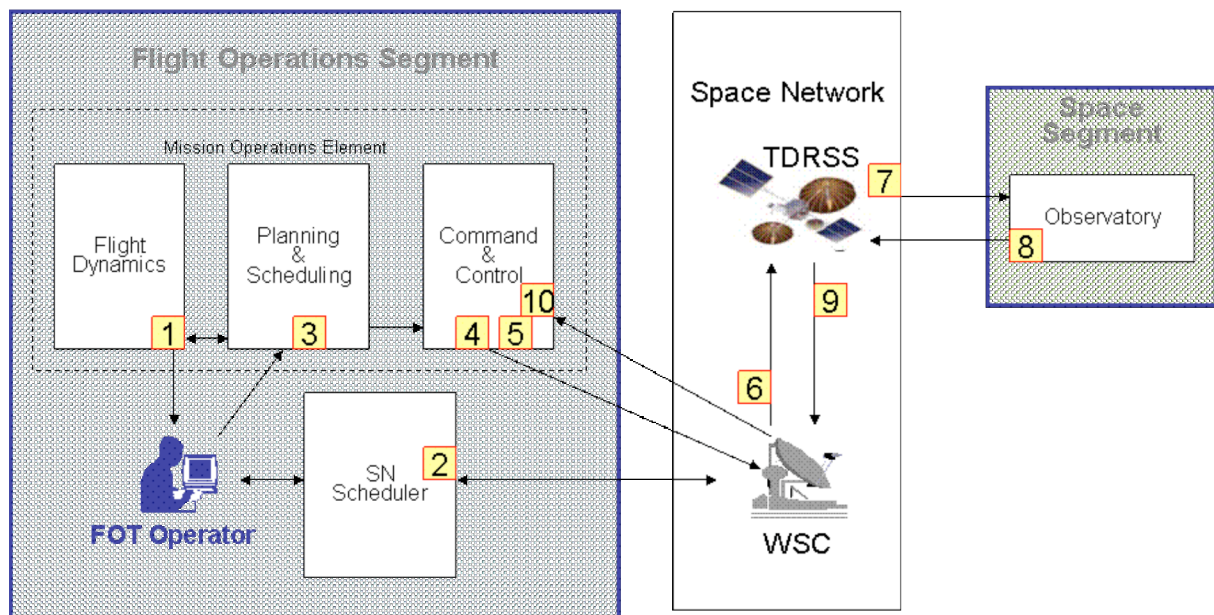 Flight Operations Segment
Mission Operations Element
Flight
Dynamics
1
Planning
&
Scheduling
3
Command
&
Control
10
4
5
FOT Operator
SN
Scheduler
2
Space Network
TDRSS
7
6
9
WSC
Space
Segment
Observatory
8